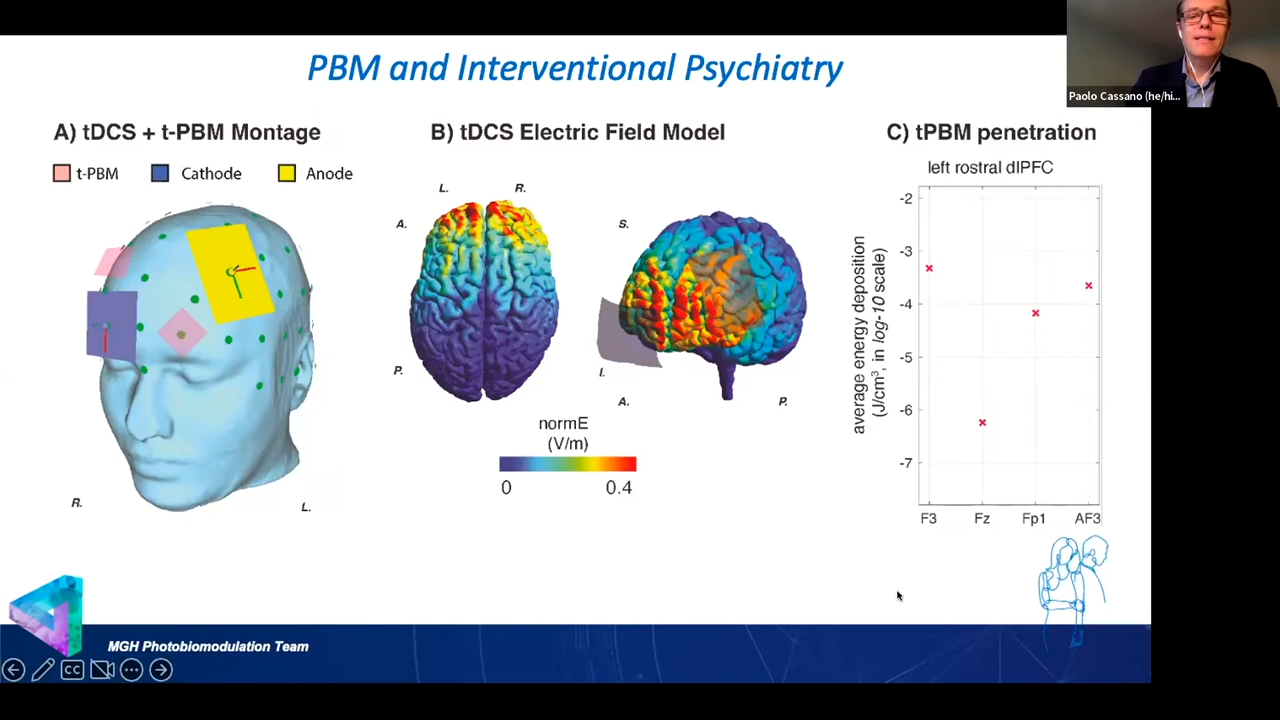 PBM and Interventional Psychiatry
Paolo Cassano (he/hi...
A) tDCS + t-PBM Montage
t-PBM
Cathode
Anode
R.
L.
B) tDCS Electric Field Model
L.
R.
A.
P.
S.
I.
A.
P.
normE
(V/m)
0
0.4
C) tPBM penetration
left rostral dlPFC
average energy deposition
(J/cm³, in log-10 scale)
-2
-3
-4
-5
-6
-7
F3
Fz
Fp1
AF3
MGH Photobiomodulation Team
CC